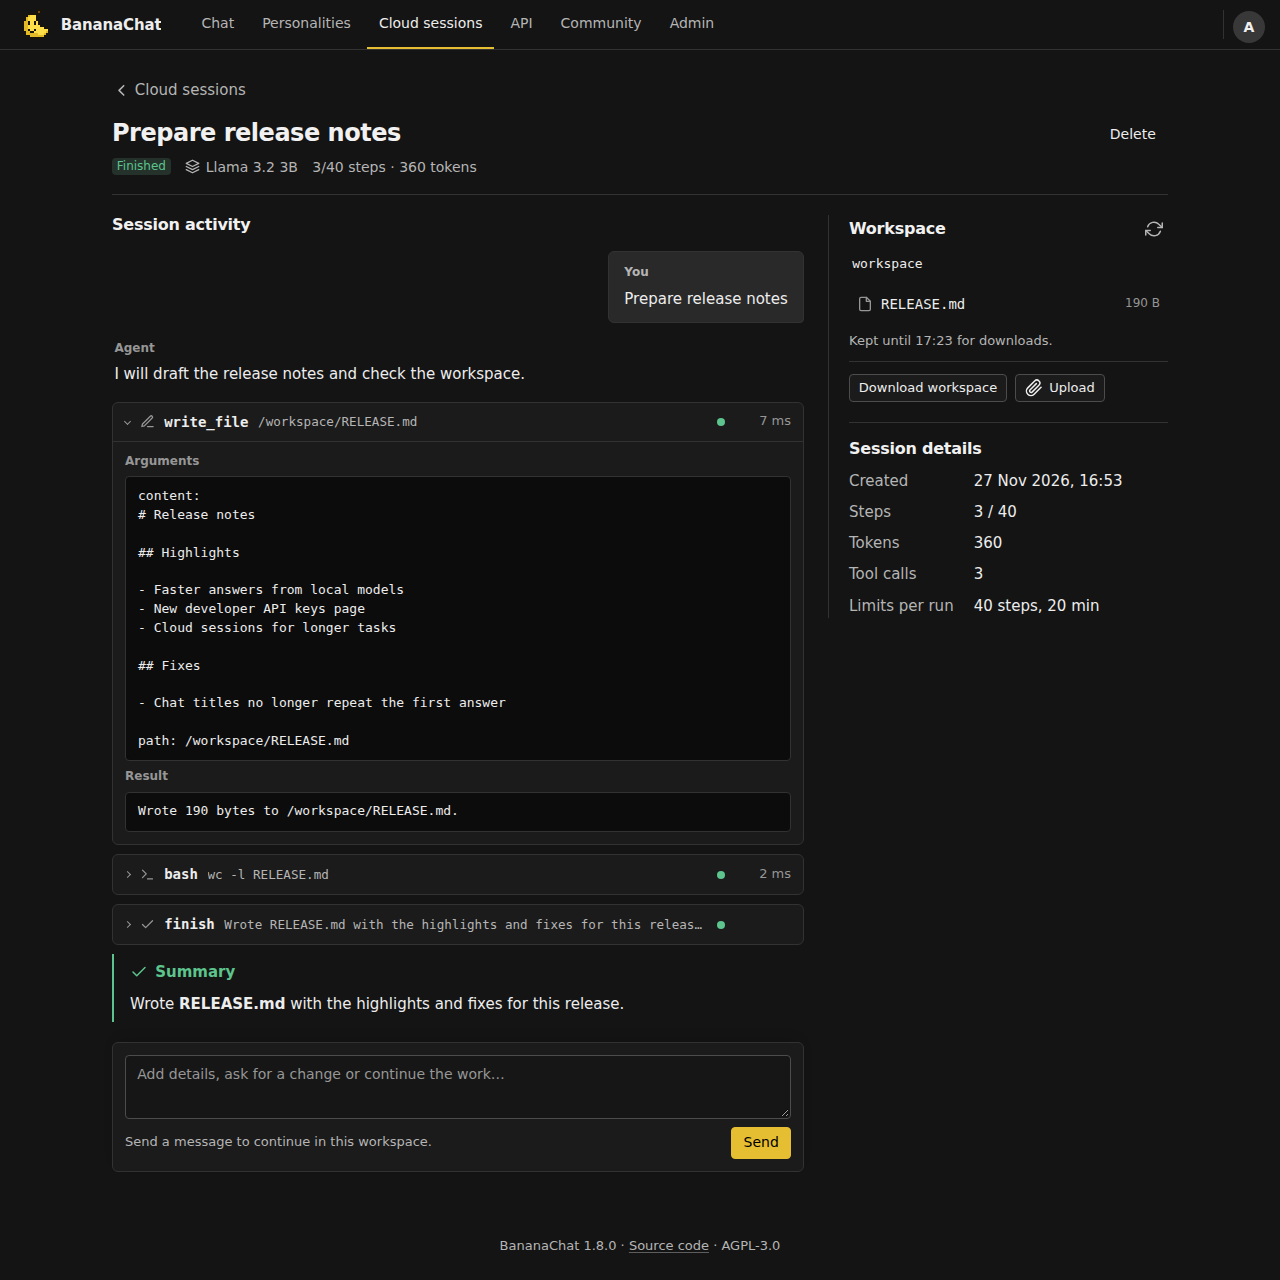 BananaChat
Chat
Personalities
Cloud sessions
API
Community
Admin
A
Cloud sessions
Prepare release notes
Delete
Finished
Llama 3.2 3B
3/40 steps · 360 tokens
Session activity
You
Prepare release notes
Agent
I will draft the release notes and check the workspace.
write_file /workspace/RELEASE.md 7 ms
Arguments
content:
# Release notes
## Highlights
- Faster answers from local models
- New developer API keys page
- Cloud sessions for longer tasks
## Fixes
- Chat titles no longer repeat the first answer
path: /workspace/RELEASE.md
Result
Wrote 190 bytes to /workspace/RELEASE.md.
bash wc -l RELEASE.md 2 ms
finish Wrote RELEASE.md with the highlights and fixes for this releas…
Summary
Wrote RELEASE.md with the highlights and fixes for this release.
Add details, ask for a change or continue the work…
Send a message to continue in this workspace.
Send
Workspace
workspace
RELEASE.md 190 B
Kept until 17:23 for downloads.
Download workspace
Upload
Session details
Created 27 Nov 2026, 16:53
Steps 3 / 40
Tokens 360
Tool calls 3
Limits per run 40 steps, 20 min
BananaChat 1.8.0 · Source code · AGPL-3.0